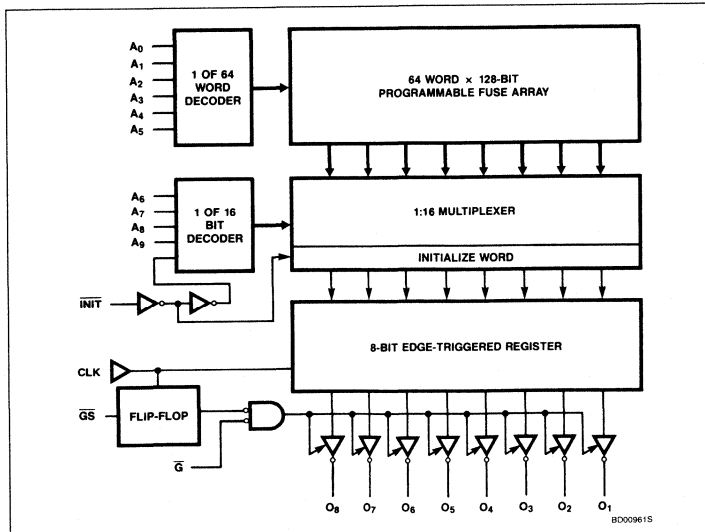 A0
A1
A2
A3
A4
A5
1 OF 64
WORD
DECODER
64 WORD × 128-BIT
PROGRAMMABLE FUSE ARRAY
A6
A7
A8
A9
1 OF 16
BIT
DECODER
1:16 MULTIPLEXER
INITIALIZE WORD
INIT
8-BIT EDGE-TRIGGERED REGISTER
CLK
GS
FLIP-FLOP
G
O8 O7 O6 O5 O4 O3 O2 O1
BD00961S